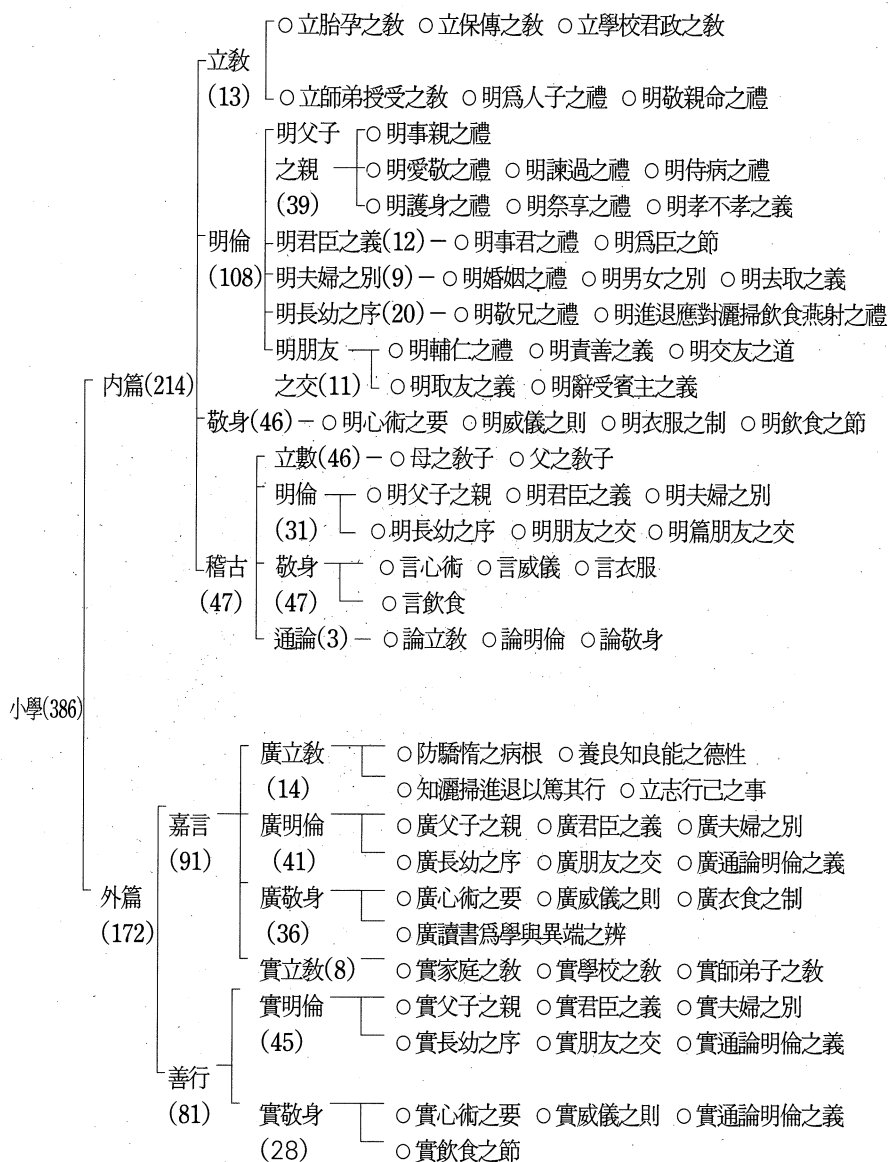 ○立胎孕之敎 ○立保傅之敎 ○立學校君政之敎
立敎
(13) ○立師弟授受之敎 ○明爲人子之禮 ○明敬親命之禮
明父子 ○明事親之禮
之親 ○明愛敬之禮 ○明諫過之禮 ○明侍病之禮
(39) ○明護身之禮 ○明祭享之禮 ○明孝不孝之義
明倫 明君臣之義(12) - ○明事君之禮 ○明爲臣之節
(108) 明夫婦之別(9) - ○明婚姻之禮 ○明男女之別 ○明去取之義
明長幼之序(20) - ○明敬兄之禮 ○明進退應對灑掃飮食燕射之禮
明朋友 ○明輔仁之禮 ○明責善之義 ○明交友之道
內篇(214) 之交(11) ○明取友之義 ○明辭受賓主之義
敬身(46) - ○明心術之要 ○明威儀之則 ○明衣服之制 ○明飮食之節
立數(46) - ○母之敎子 ○父之敎子
明倫 ○明父子之親 ○明君臣之義 ○明夫婦之別
(31) ○明長幼之序 ○明朋友之交 ○明篇朋友之交
稽古 敬身 ○言心術 ○言威儀 ○言衣服
(47) (47) ○言飮食
通論(3) - ○論立敎 ○論明倫 ○論敬身
小學(386)
廣立敎 ○防驕惰之病根 ○養良知良能之德性
(14) ○知灑掃進退以篤其行 ○立志行己之事
嘉言 廣明倫 ○廣父子之親 ○廣君臣之義 ○廣夫婦之別
(91) (41) ○廣長幼之序 ○廣朋友之交 ○廣通論明倫之義
外篇 廣敬身 ○廣心術之要 ○廣威儀之則 ○廣衣食之制
(172) (36) ○廣讀書爲學與異端之辨
實立敎(8) ○實家庭之敎 ○實學校之敎 ○實師弟子之敎
實明倫 ○實父子之親 ○實君臣之義 ○實夫婦之別
(45) ○實長幼之序 ○實朋友之交 ○實通論明倫之義
善行
(81) 實敬身 ○實心術之要 ○實威儀之則 ○實通論明倫之義
(28) ○實飮食之節